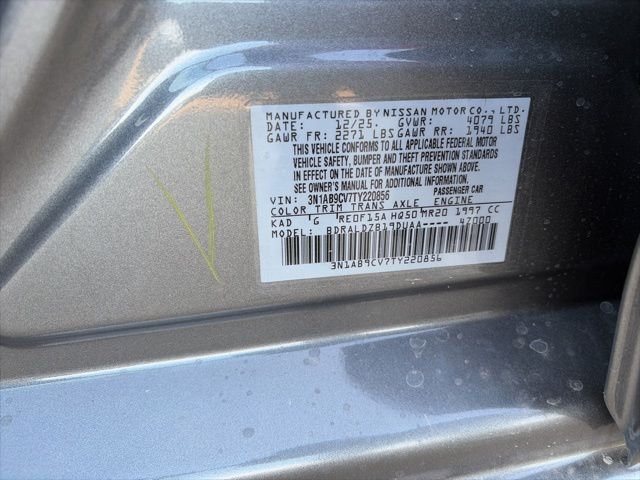 MANUFACTURED BY NISSAN MOTOR CO., LTD.
DATE: 12/25. GVWR: 4079 LBS
GAWR FR: 2271 LBS GAWR RR: 1940 LBS
THIS VEHICLE CONFORMS TO ALL APPLICABLE FEDERAL MOTOR
VEHICLE SAFETY, BUMPER AND THEFT PREVENTION STANDARDS
IN EFFECT ON THE DATE OF MANUFACTURE SHOWN ABOVE.
SEE OWNER'S MANUAL FOR ADDITIONAL INFORMATION
VIN: 3N1AB9CV7TY220856 PASSENGER CAR
COLOR TRIM TRANS AXLE ENGINE
KAD 'G 'RE0F15A HQ50 MR20 1997 CC
MODEL: BDRALDZB19DUAA---- 4Z000
3N1AB9CV7TY220856